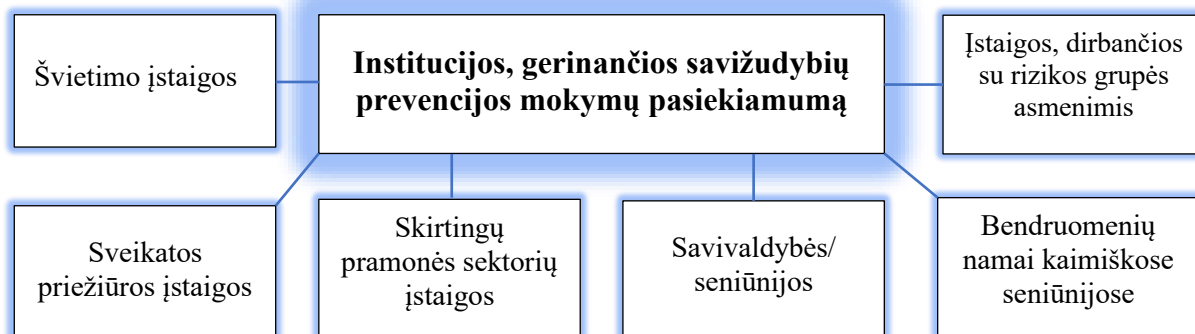 Švietimo įstaigos
Institucijos, gerinančios savižudybių
prevencijos mokymų pasiekiamumą
Įstaigos, dirbančios
su rizikos grupės
asmenimis
Sveikatos
priežiūros įstaigos
Skirtingų
pramonės sektorių
įstaigos
Savivaldybės/
seniūnijos
Bendruomenių
namai kaimiškose
seniūnijose